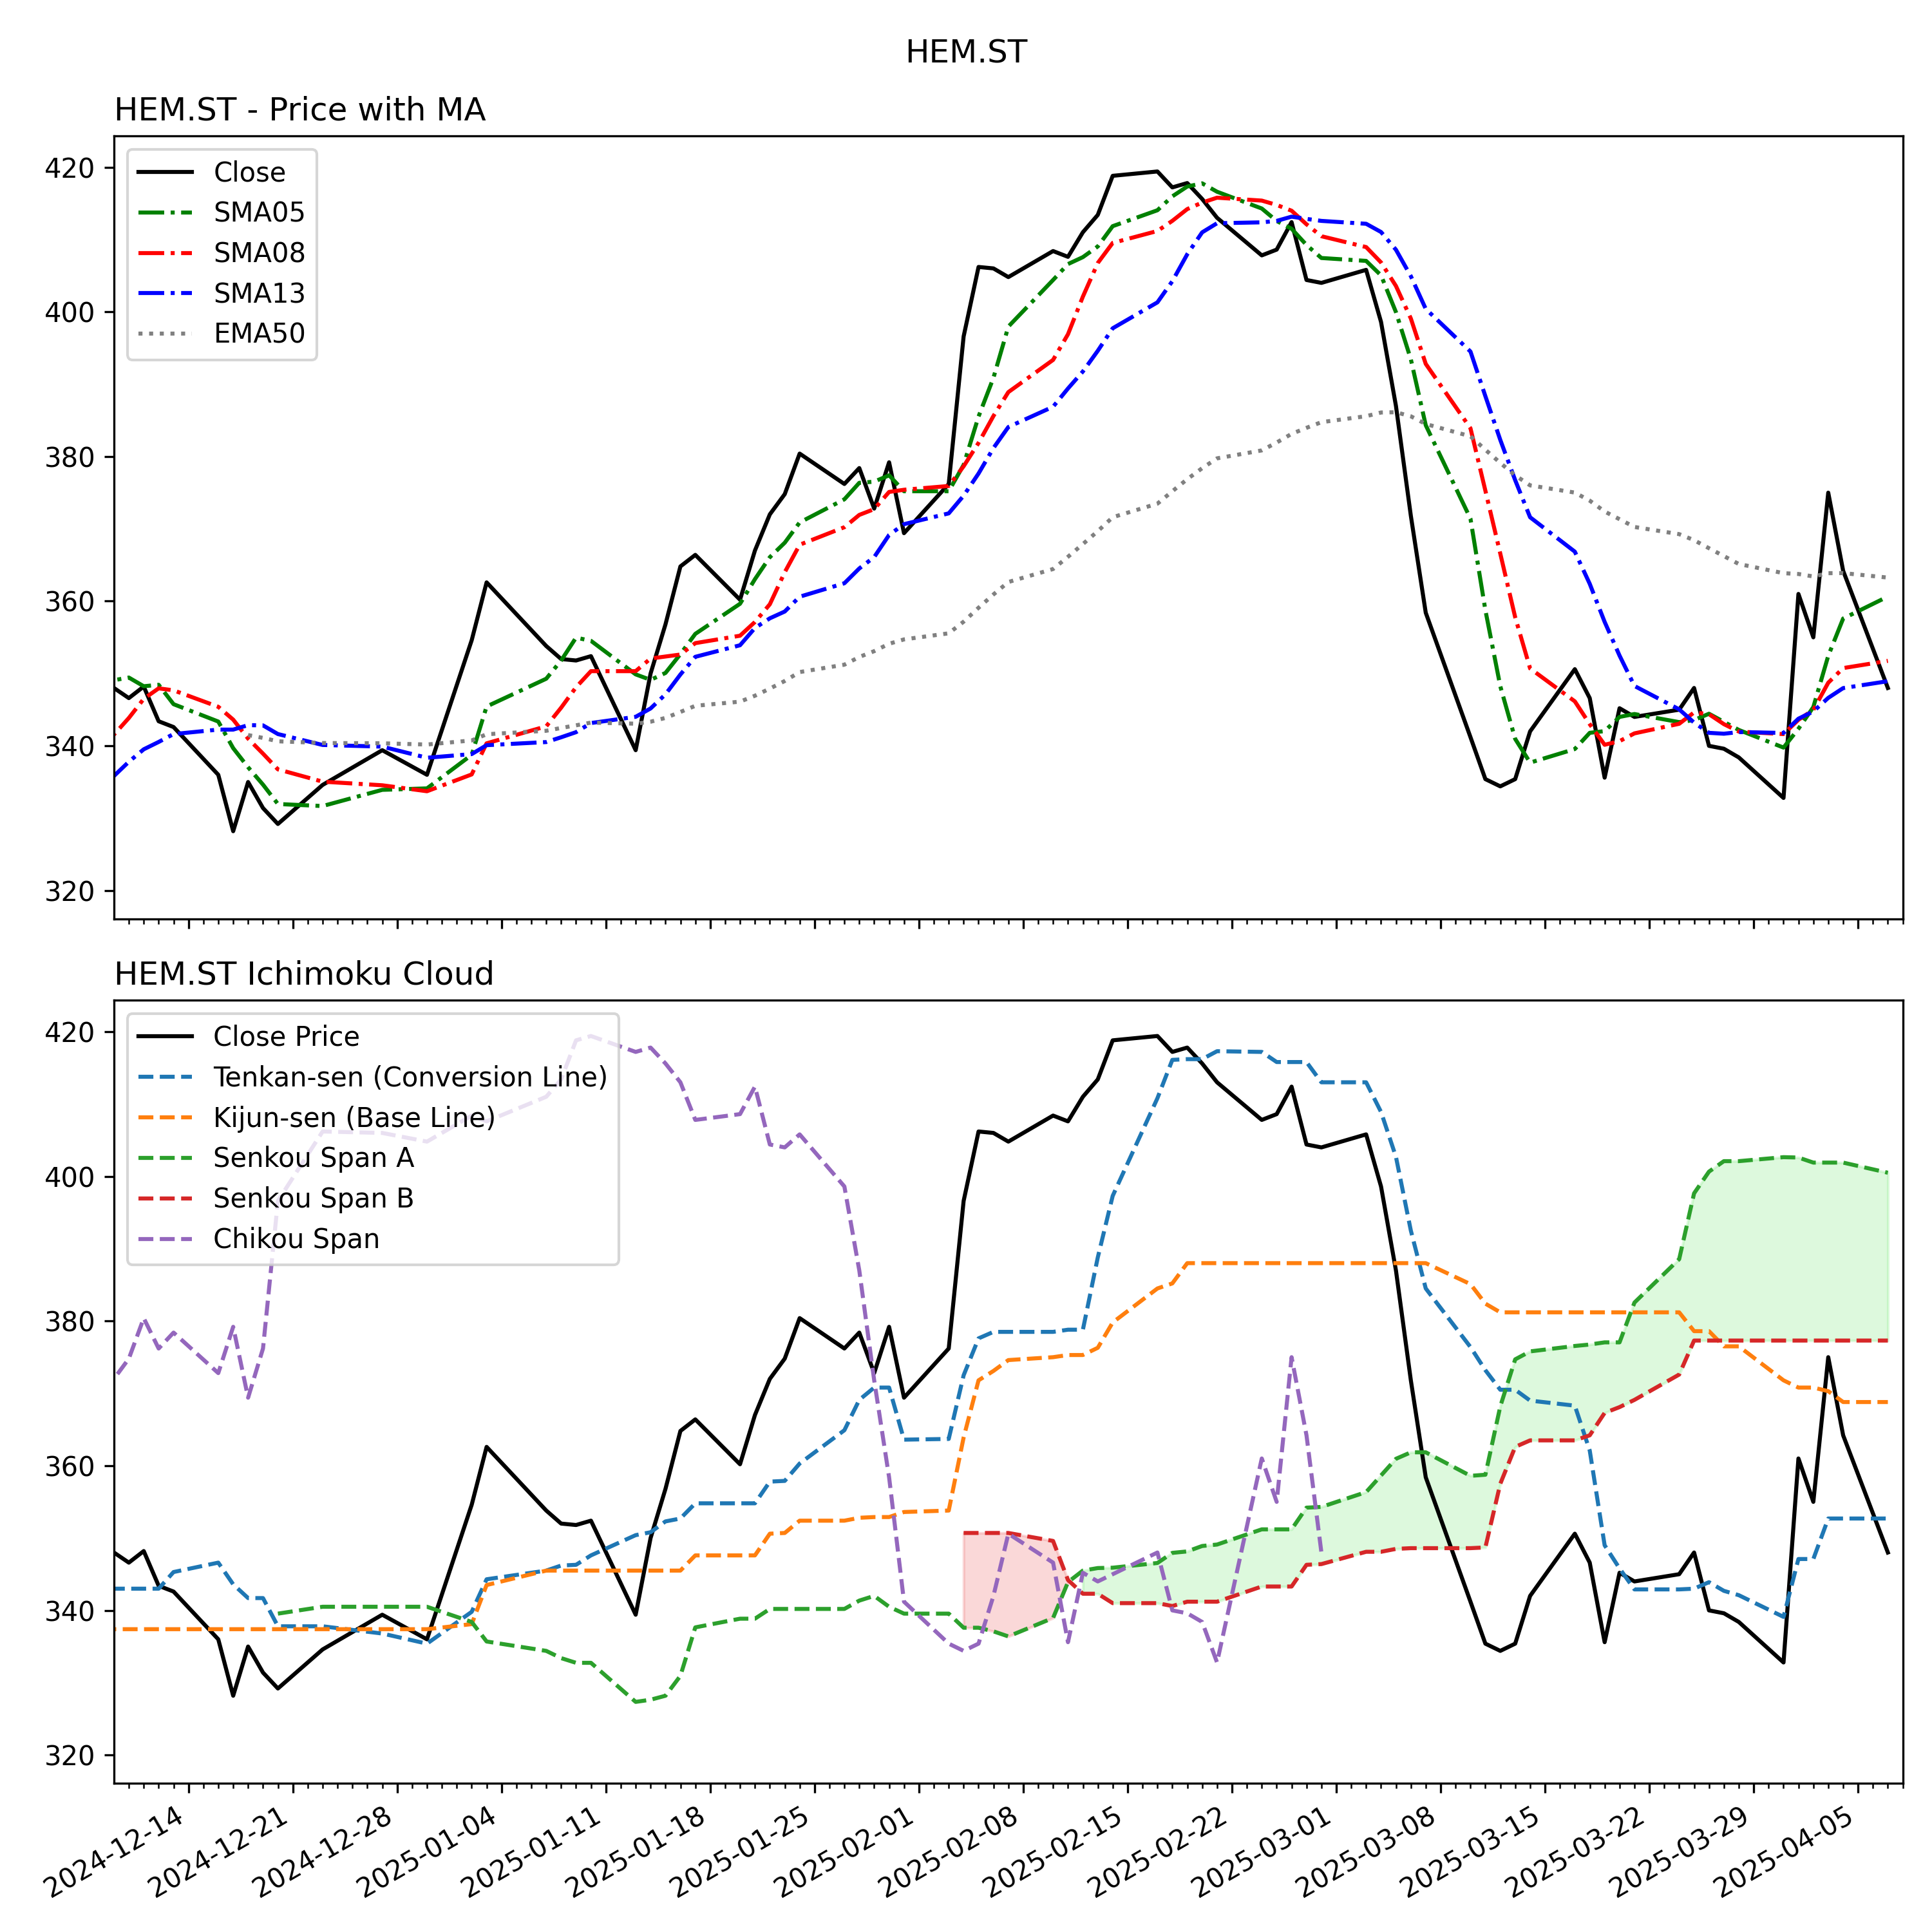 HEM.ST
HEM.ST - Price with MA
420
400
380
360
340
320
Close
SMA05
SMA08
SMA13
EMA50
HEM.ST Ichimoku Cloud
420
400
380
360
340
320
Close Price
Tenkan-sen (Conversion Line)
Kijun-sen (Base Line)
Senkou Span A
Senkou Span B
Chikou Span
2024-12-14
2024-12-21
2024-12-28
2025-01-04
2025-01-11
2025-01-18
2025-01-25
2025-02-01
2025-02-08
2025-02-15
2025-02-22
2025-03-01
2025-03-08
2025-03-15
2025-03-22
2025-03-29
2025-04-05